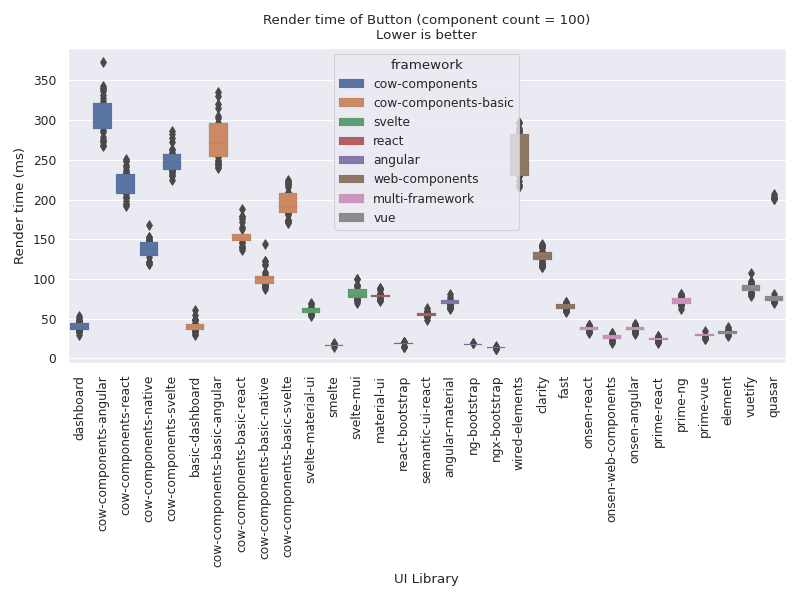 Render time of Button (component count = 100)
Lower is better
framework
cow-components
cow-components-basic
svelte
react
angular
web-components
multi-framework
vue
Render time (ms)
350
300
250
200
150
100
50
0
dashboard
cow-components-angular
cow-components-react
cow-components-native
cow-components-svelte
basic-dashboard
cow-components-basic-angular
cow-components-basic-react
cow-components-basic-native
cow-components-basic-svelte
svelte-material-ui
smelte
svelte-mui
material-ui
react-bootstrap
semantic-ui-react
angular-material
ng-bootstrap
ngx-bootstrap
wired-elements
clarity
fast
onsen-react
onsen-web-components
onsen-angular
prime-react
prime-ng
prime-vue
element
vuetify
quasar
UI Library